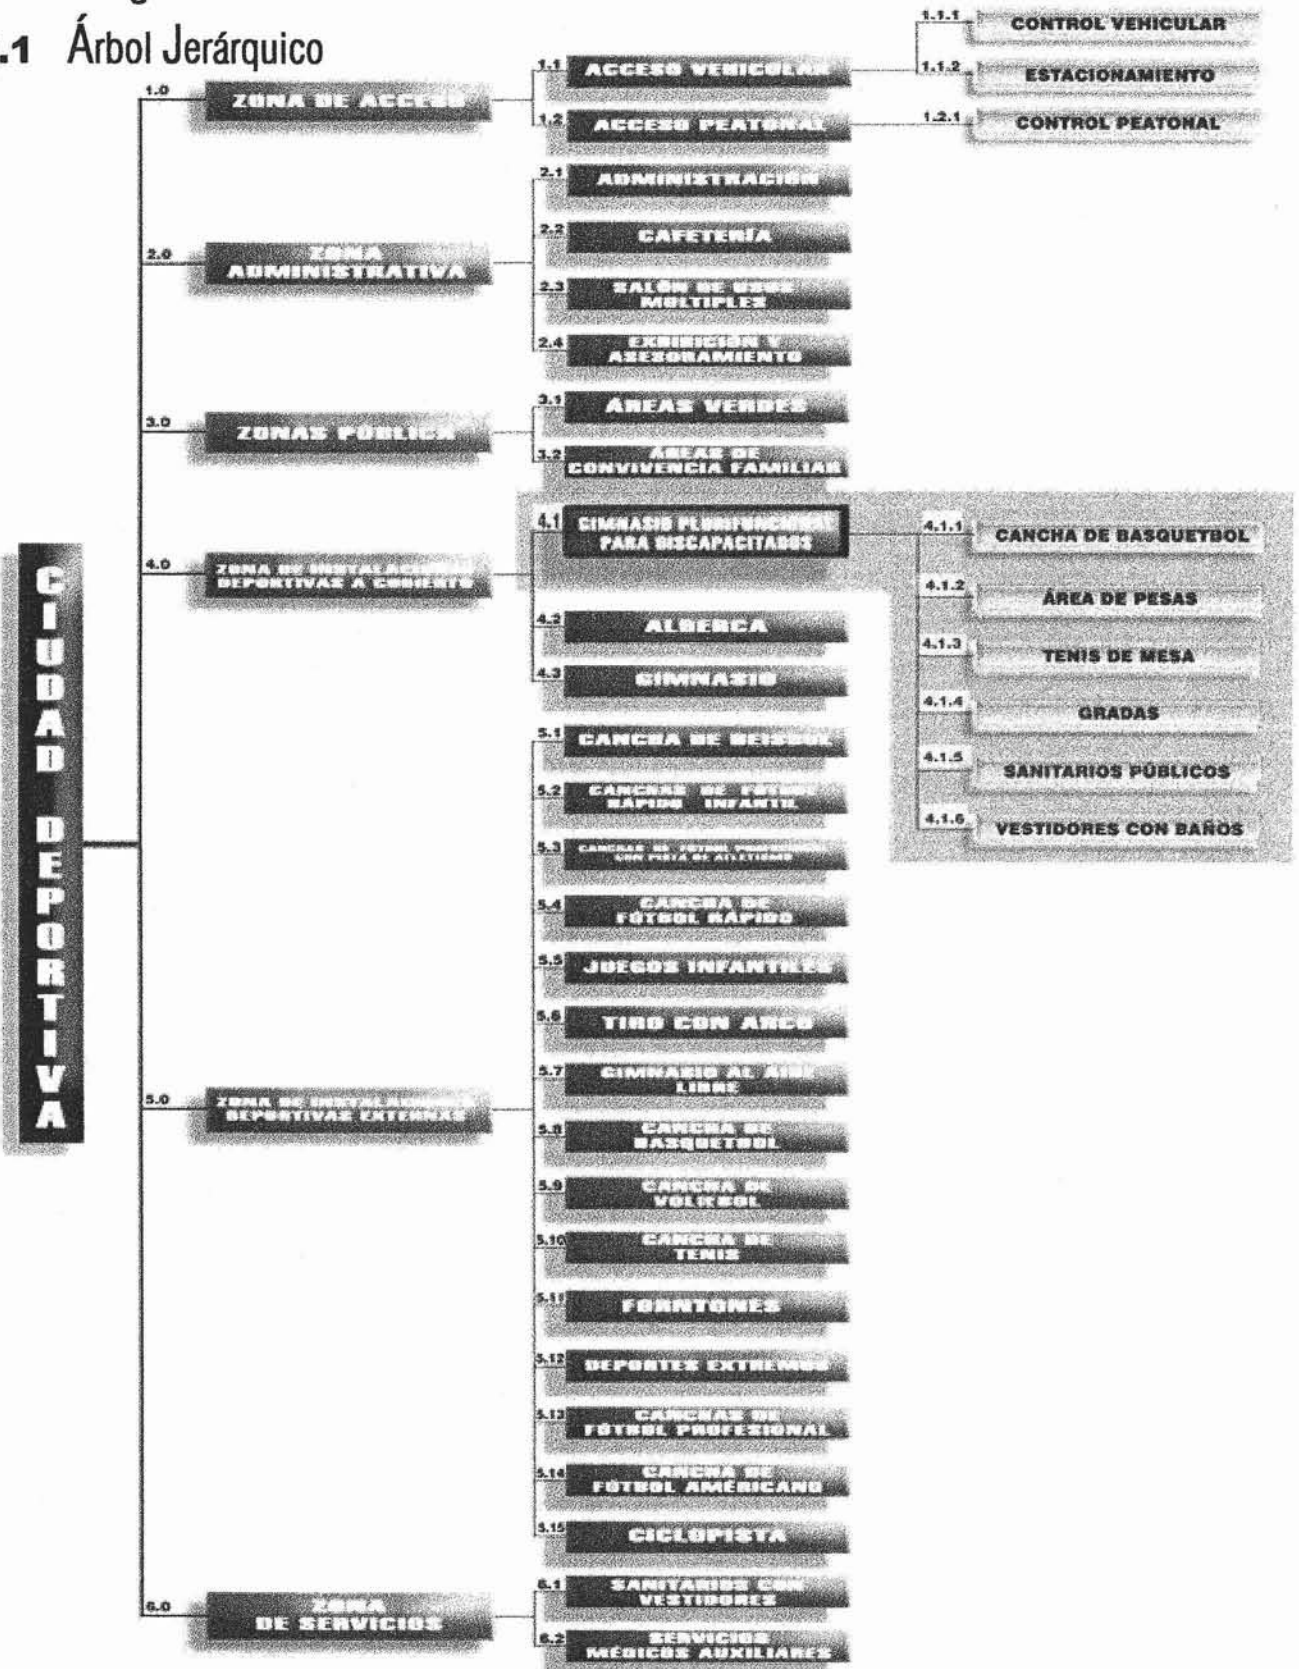 .1 Árbol Jerárquico
CIUDAD DEPORTIVA
1.0
ZONA DE ACCESO
1.1
ACCESO VEHICULAR
1.1.1
CONTROL VEHICULAR
1.1.2
ESTACIONAMIENTO
1.2
ACCESO PEATONAL
1.2.1
CONTROL PEATONAL
2.0
ZONA
ADMINISTRATIVA
2.1
ADMINISTRACIÓN
2.2
CAFETERÍA
2.3
SALÓN DE USOS
MÚLTIPLES
2.4
EXHIBICIÓN Y
ASESORAMIENTO
3.0
ZONAS PÚBLICA
3.1
ÁREAS VERDES
3.2
ÁREAS DE
CONVIVENCIA FAMILIAR
4.0
ZONA DE INSTALACIONES
DEPORTIVAS A CUBIERTO
4.1
GIMNASIO PLURIFUNCIONAL
PARA DISCAPACITADOS
4.1.1
CANCHA DE BASQUETBOL
4.1.2
ÁREA DE PESAS
4.1.3
TENIS DE MESA
4.1.4
GRADAS
4.1.5
SANITARIOS PÚBLICOS
4.1.6
VESTIDORES CON BAÑOS
4.2
ALBERCA
4.3
GIMNASIO
5.0
ZONA DE INSTALACIONES
DEPORTIVAS EXTERNAS
5.1
CANCHA DE BEISBOL
5.2
CANCHAS DE FÚTBOL
RÁPIDO INFANTIL
5.3
CANCHAS DE FÚTBOL
CON PISTA DE ATLETISMO
5.4
CANCHA DE
FÚTBOL RÁPIDO
5.5
JUEGOS INFANTILES
5.6
TIRO CON ARCO
5.7
GIMNASIO AL AIRE
LIBRE
5.8
CANCHA DE
BASQUETBOL
5.9
CANCHA DE
VOLIEBOL
5.10
CANCHA DE
TENIS
5.11
FORNTONES
5.12
DEPORTES EXTREMOS
5.13
CANCHAS DE
FÚTBOL PROFESIONAL
5.14
CANCHA DE
FÚTBOL AMÉRICANO
5.15
CICLOPISTA
6.0
ZONA
DE SERVICIOS
6.1
SANITARIOS CON
VESTIDORES
6.2
SERVICIOS
MÉDICOS AUXILIARES